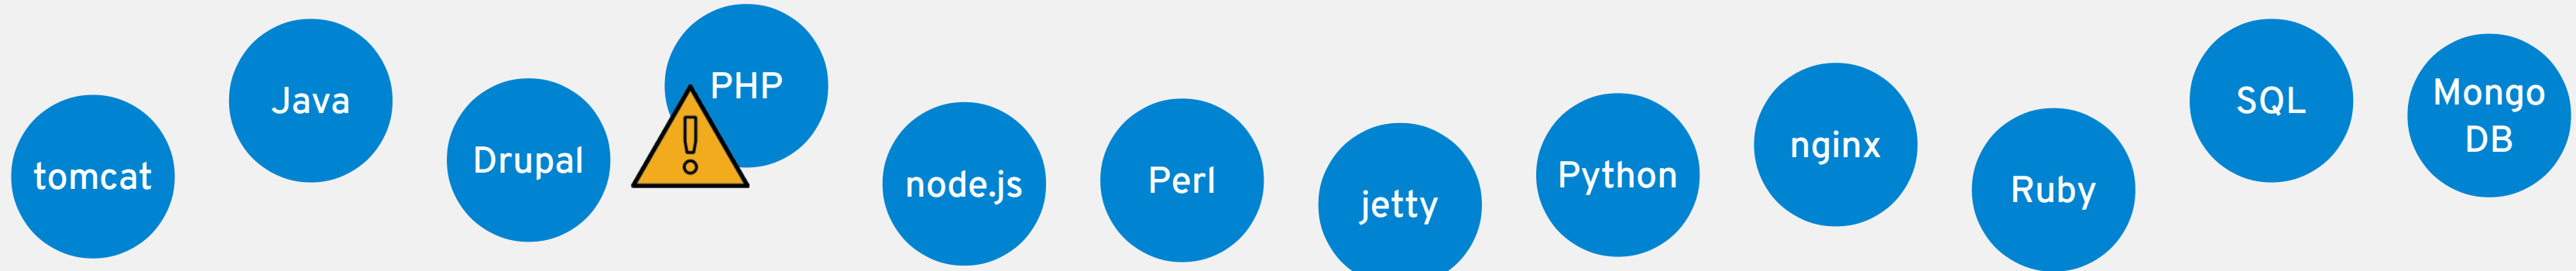 tomcat
Java
Drupal
PHP
node.js
Perl
jetty
Python
nginx
Ruby
SQL
Mongo
DB